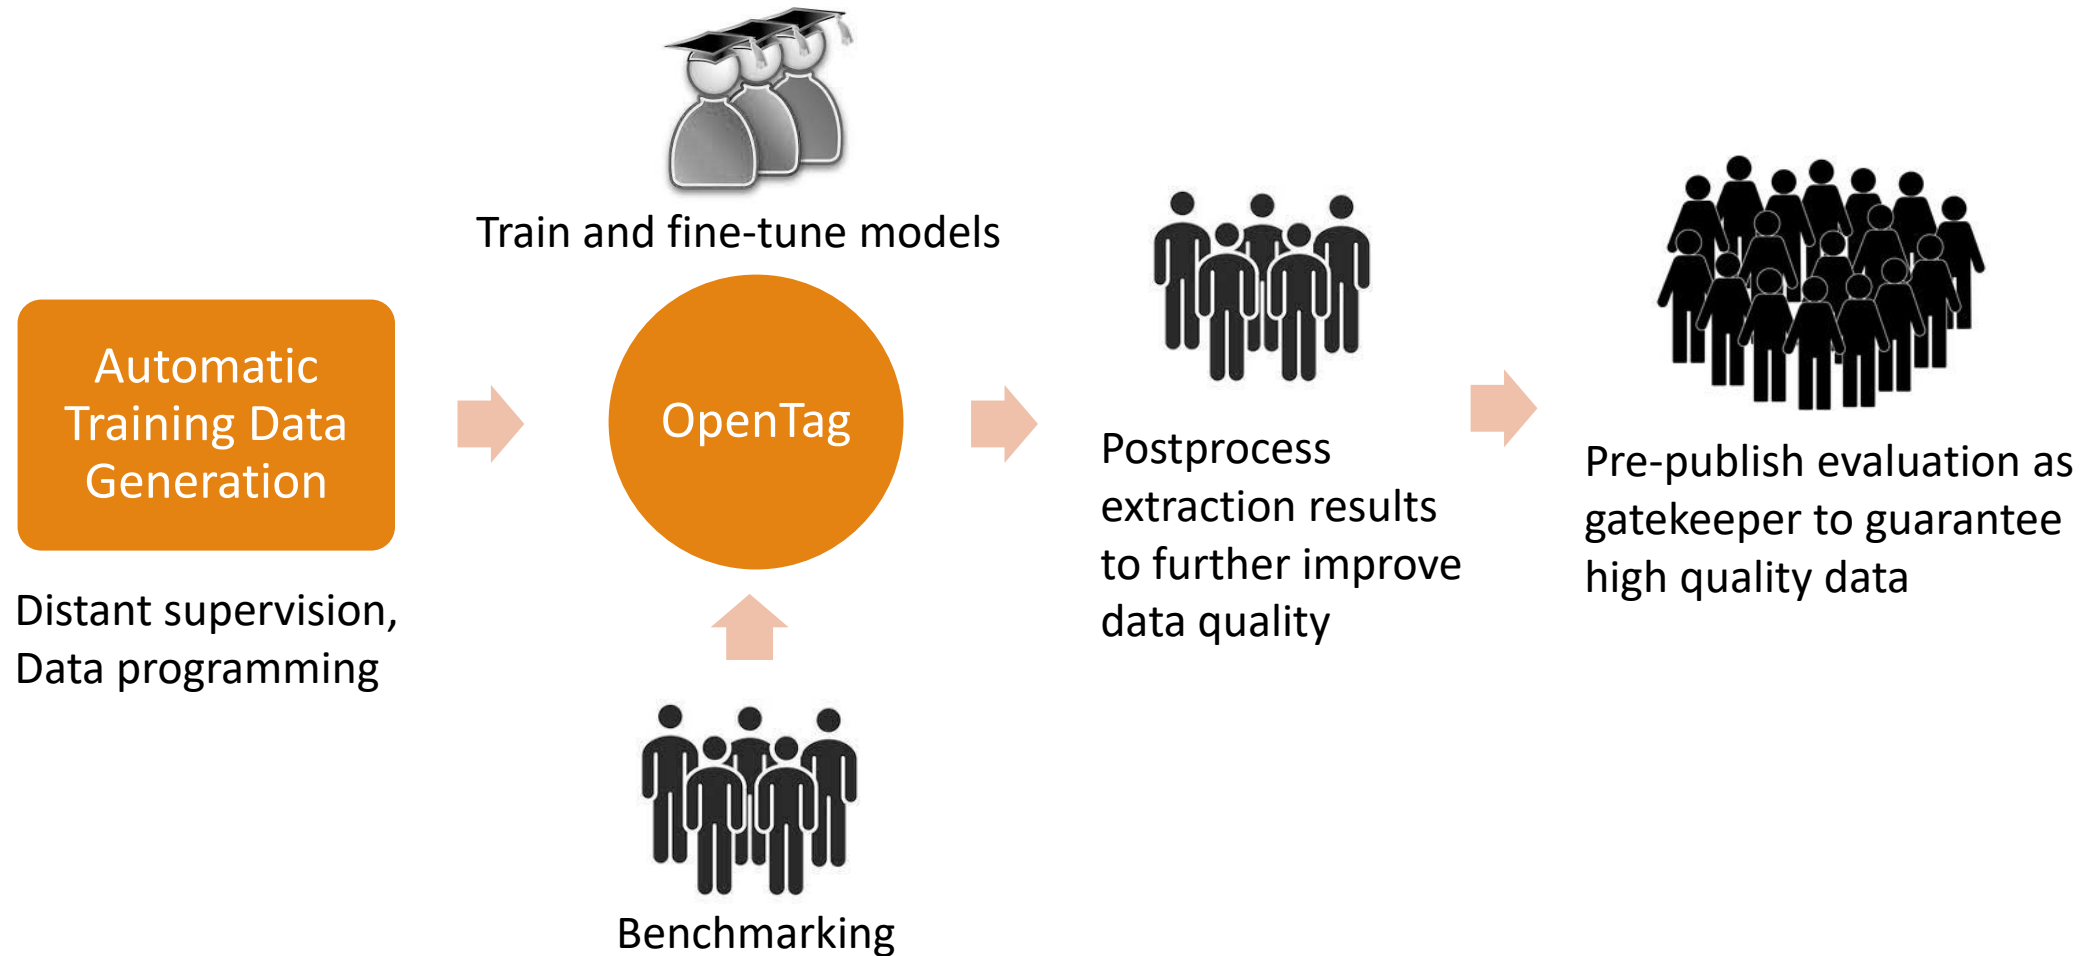 Train and fine-tune models
Automatic
Training Data
Generation
Distant supervision,
Data programming
OpenTag
Benchmarking
Postprocess
extraction results
to further improve
data quality
Pre-publish evaluation as
gatekeeper to guarantee
high quality data